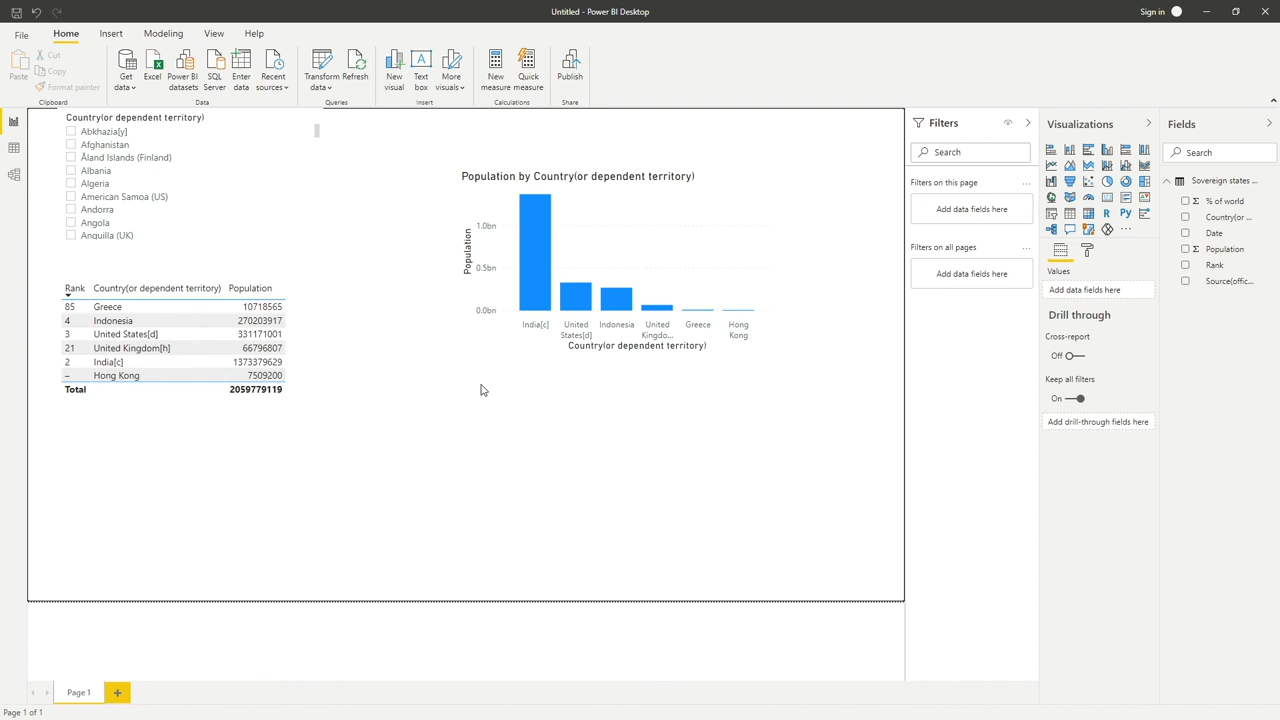 Untitled - Power BI Desktop
Sign in
File Home Insert Modeling View Help
Paste
Cut
Copy
Format painter
Clipboard
Get data
Excel
Power BI datasets
SQL Server
Enter data
Recent sources
Data
Transform data
Refresh
Queries
New visual
Text box
More visuals
Insert
New measure
Quick measure
Calculations
Publish
Share
Country(or dependent territory)
Abkhazia[y]
Afghanistan
Åland Islands (Finland)
Albania
Algeria
American Samoa (US)
Andorra
Angola
Anguilla (UK)
Rank Country(or dependent territory) Population
85 Greece 10718565
4 Indonesia 270203917
3 United States[d] 331171001
21 United Kingdom[h] 66796807
2 India[c] 1373379629
– Hong Kong 7509200
Total 2059779119
Population by Country(or dependent territory)
Population
1.0bn
0.5bn
0.0bn
India[c]
United States[d]
Indonesia
United Kingdo...
Greece
Hong Kong
Country(or dependent territory)
Filters
Search
Filters on this page
Add data fields here
Filters on all pages
Add data fields here
Visualizations
R
Py
Values
Add data fields here
Drill through
Cross-report
Off
Keep all filters
On
Add drill-through fields here
Fields
Search
Sovereign states ...
Σ % of world
Country(or ...
Date
Σ Population
Rank
Source(offic...
Page 1
Page 1 of 1